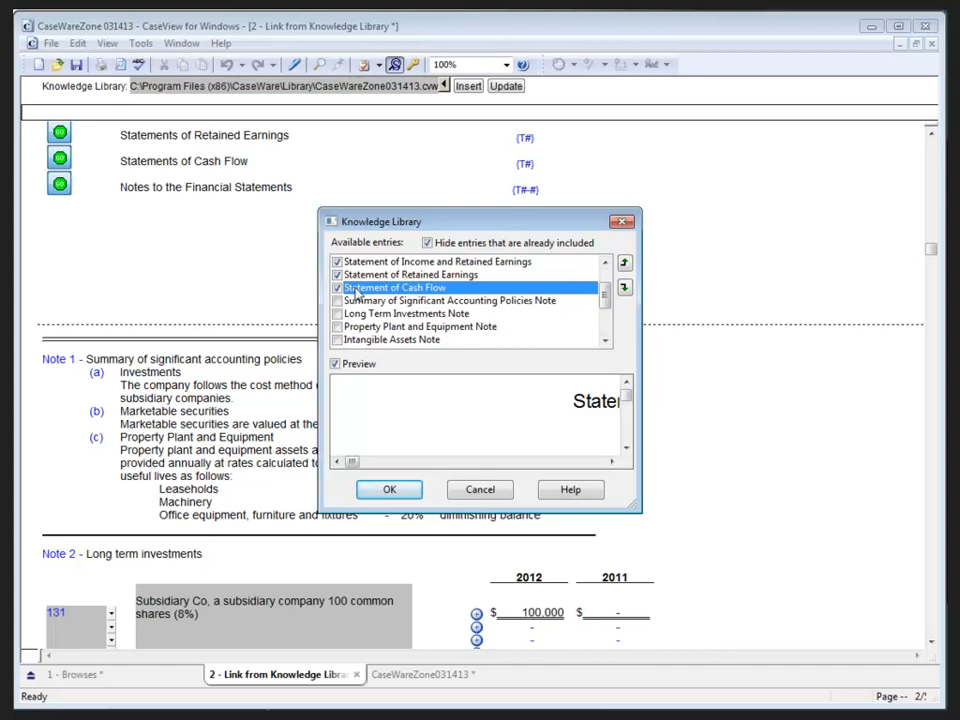 CaseWareZone 031413 - CaseView for Windows - [2 - Link from Knowledge Library *]
File Edit View Tools Window Help
100%
Knowledge Library: C:\Program Files (x86)\CaseWare\Library\CaseWareZone031413.cvw Insert Update
GO Statements of Retained Earnings {T#}
GO Statements of Cash Flow {T#}
GO Notes to the Financial Statements {T#-#}
Knowledge Library
Available entries: Hide entries that are already included
Statement of Income and Retained Earnings
Statement of Retained Earnings
Statement of Cash Flow
Summary of Significant Accounting Policies Note
Long Term Investments Note
Property Plant and Equipment Note
Intangible Assets Note
Preview
OK Cancel Help
Note 1 - Summary of significant accounting policies
(a) Investments
The company follows the cost method
subsidiary companies.
(b) Marketable securities
Marketable securities are valued at the
(c) Property Plant and Equipment
Property plant and equipment assets a
provided annually at rates calculated to
useful lives as follows:
Leaseholds
Machinery
Office equipment, furniture and fixtures - 20% diminishing balance
Note 2 - Long term investments
2012 2011
131 Subsidiary Co, a subsidiary company 100 common
shares (8%) $ 100,000 $ -
- -
- -
1 - Browses * 2 - Link from Knowledge Libra CaseWareZone031413 *
Ready Page -- 2/